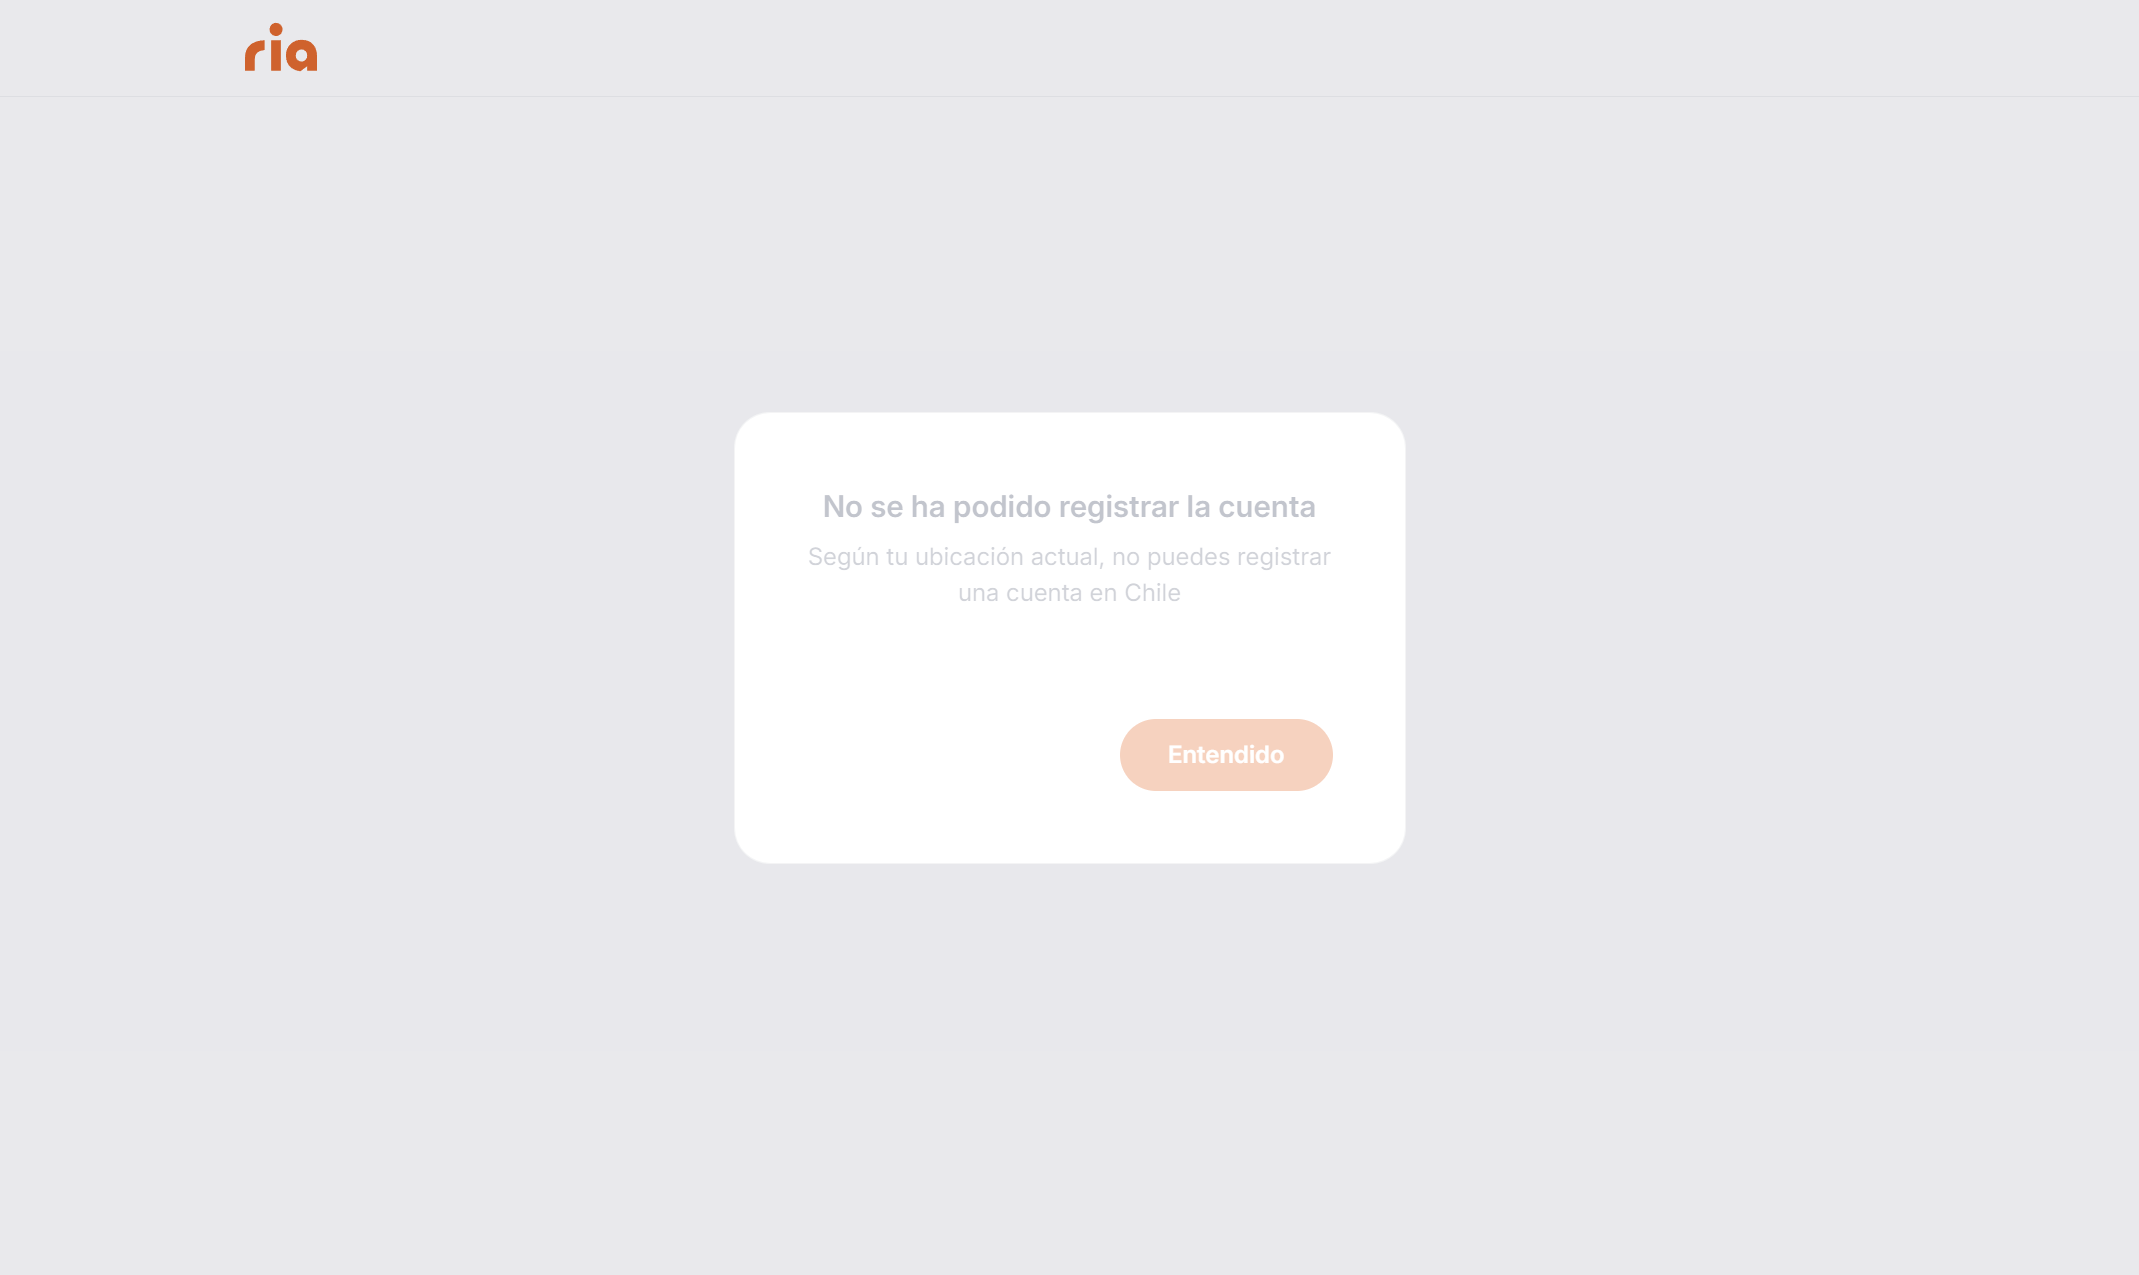 ria
No se ha podido registrar la cuenta
Según tu ubicación actual, no puedes registrar
una cuenta en Chile
Entendido